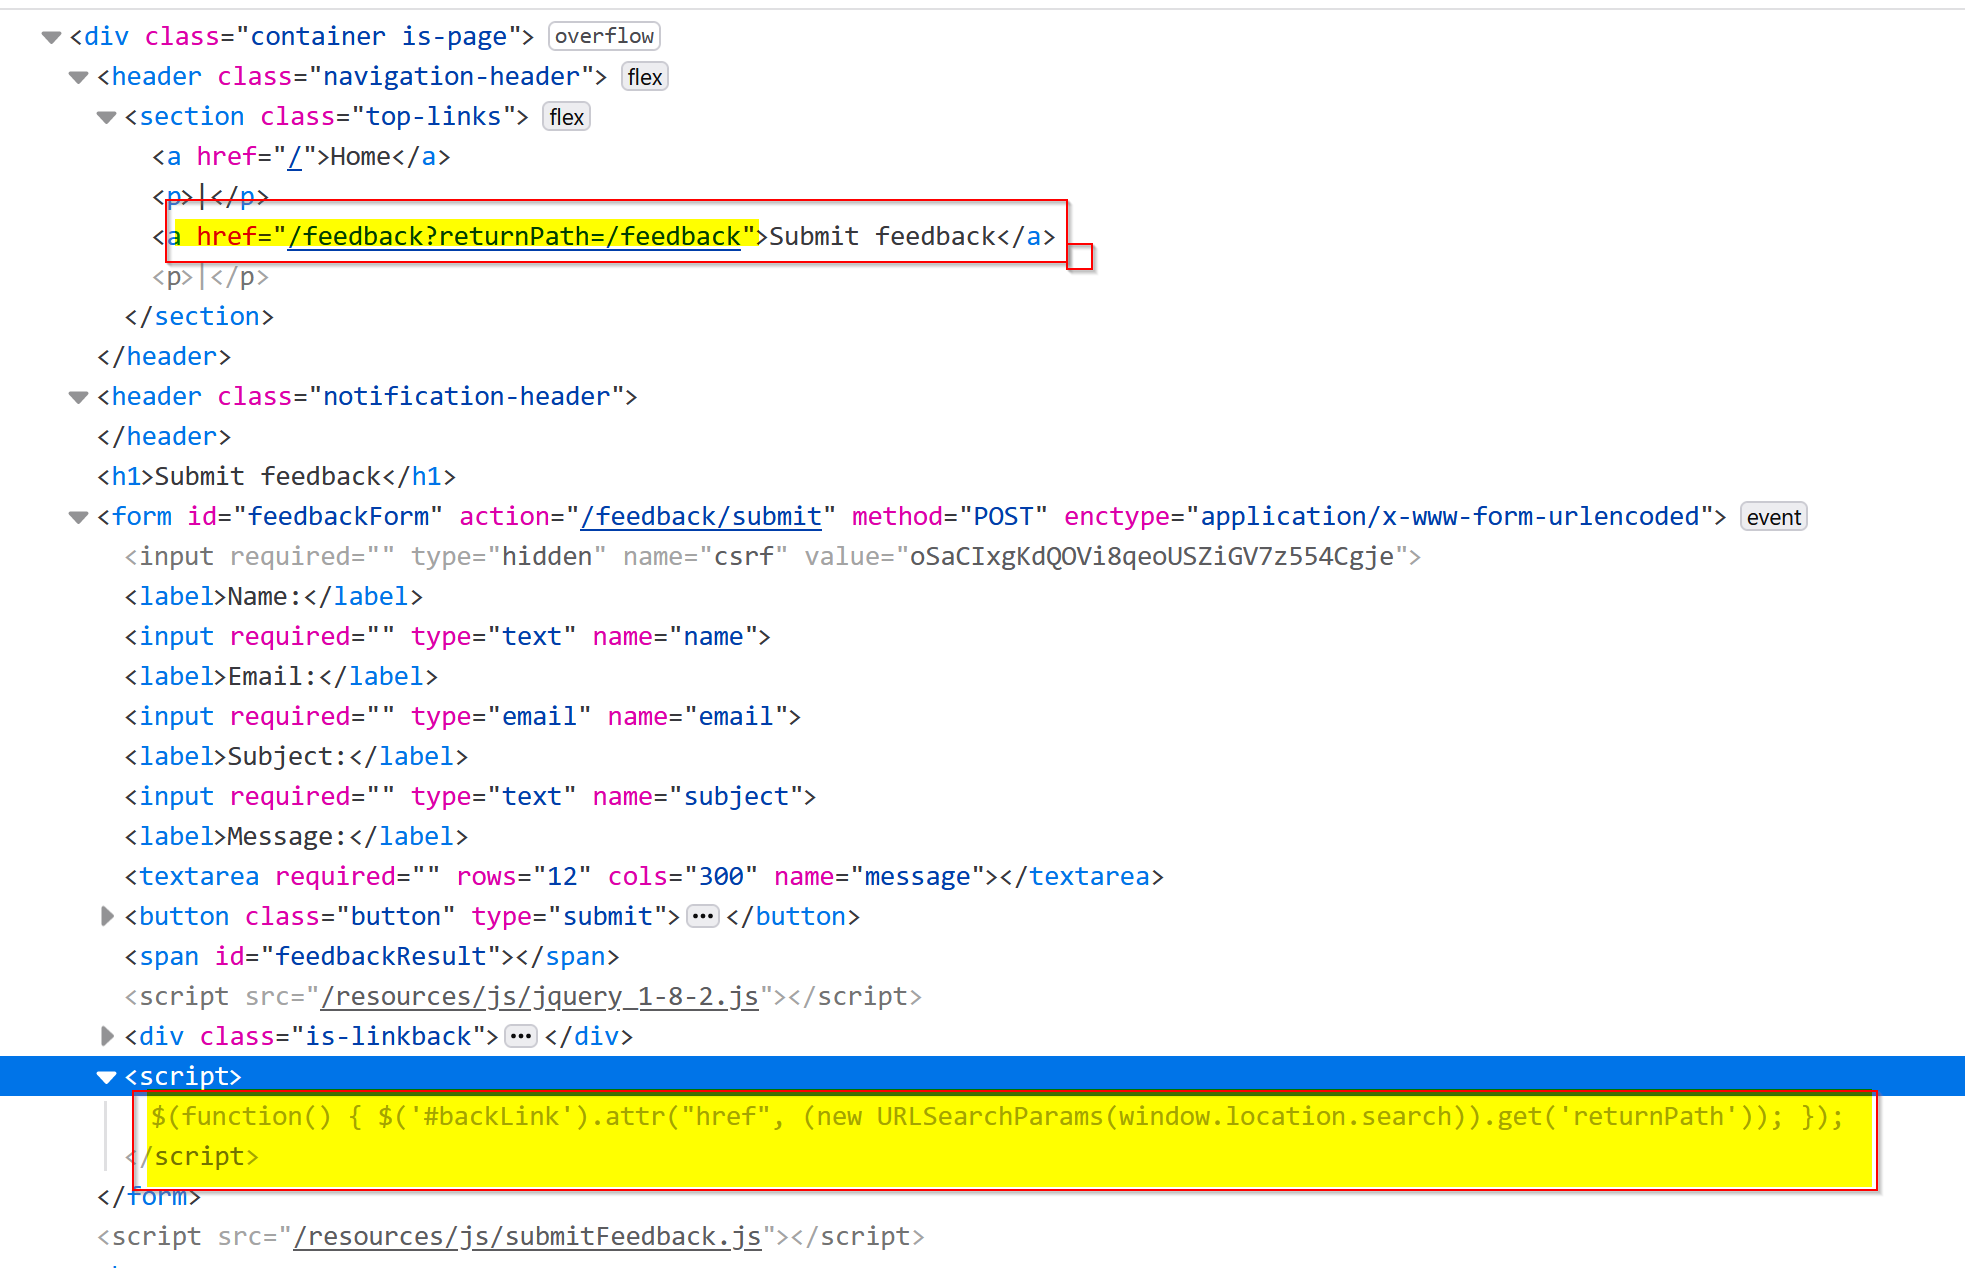 <div class="container is-page"> overflow
<header class="navigation-header"> flex
<section class="top-links"> flex
<a href="/">Home</a>
<p>|</p>
<a href="/feedback?returnPath=/feedback">Submit feedback</a>
<p>|</p>
</section>
</header>
<header class="notification-header">
</header>
<h1>Submit feedback</h1>
<form id="feedbackForm" action="/feedback/submit" method="POST" enctype="application/x-www-form-urlencoded"> event
<input required="" type="hidden" name="csrf" value="oSaCIxgKdQOVi8qeoUSZiGV7z554Cgje">
<label>Name:</label>
<input required="" type="text" name="name">
<label>Email:</label>
<input required="" type="email" name="email">
<label>Subject:</label>
<input required="" type="text" name="subject">
<label>Message:</label>
<textarea required="" rows="12" cols="300" name="message"></textarea>
<button class="button" type="submit">…</button>
<span id="feedbackResult"></span>
<script src="/resources/js/jquery_1-8-2.js"></script>
<div class="is-linkback">…</div>
<script>
$(function() { $('#backLink').attr("href", (new URLSearchParams(window.location.search)).get('returnPath')); });
</script>
</form>
<script src="/resources/js/submitFeedback.js"></script>